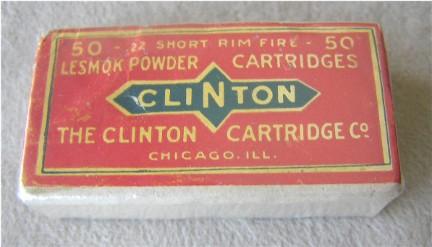 50 - 22 SHORT RIM FIRE - 50
LESMOK POWDER CARTRIDGES
CLINTON
THE CLINTON CARTRIDGE CO
CHICAGO. ILL.